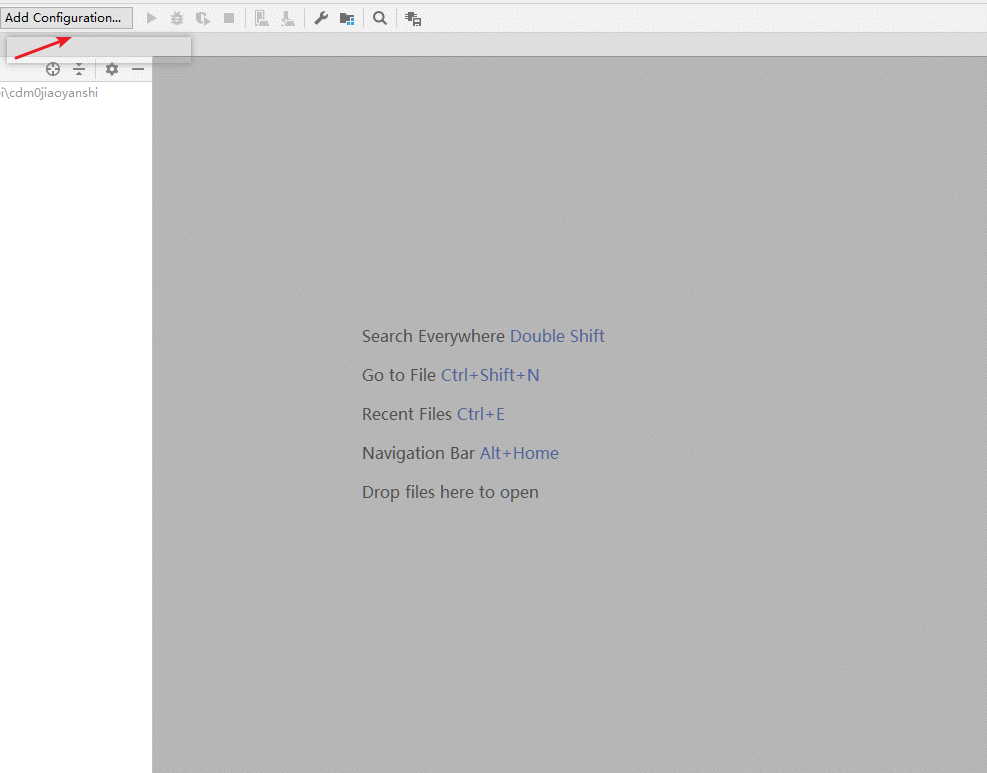 Add Configuration...
i\cdm0jiaoyanshi
Search Everywhere Double Shift
Go to File Ctrl+Shift+N
Recent Files Ctrl+E
Navigation Bar Alt+Home
Drop files here to open